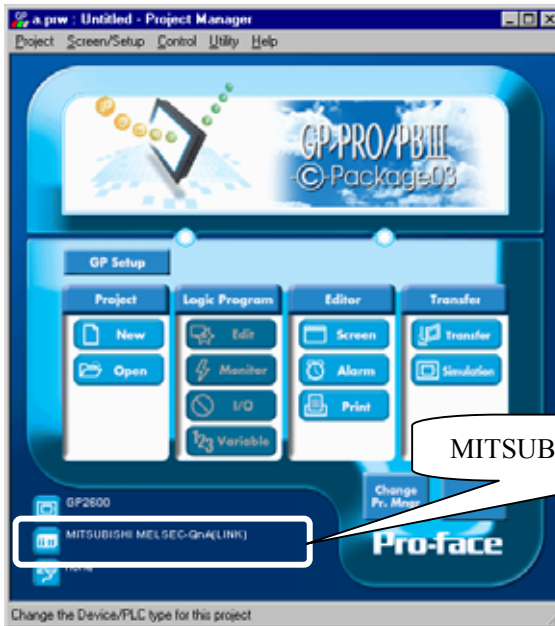 a.prw : Untitled - Project Manager
Project Screen/Setup Control Utility Help
GP-PRO/PBIII
C-Package03
GP Setup
Project Logic Program Editor Transfer
New Edit Screen Transfer
Open Monitor Alarm Simulation
I/O Print
Variable
MITSUB
Change
Pr. Mngr
GP2600
MITSUBISHI MELSEC-QnA(LINK)
Pro-face
Change the Device/PLC type for this project